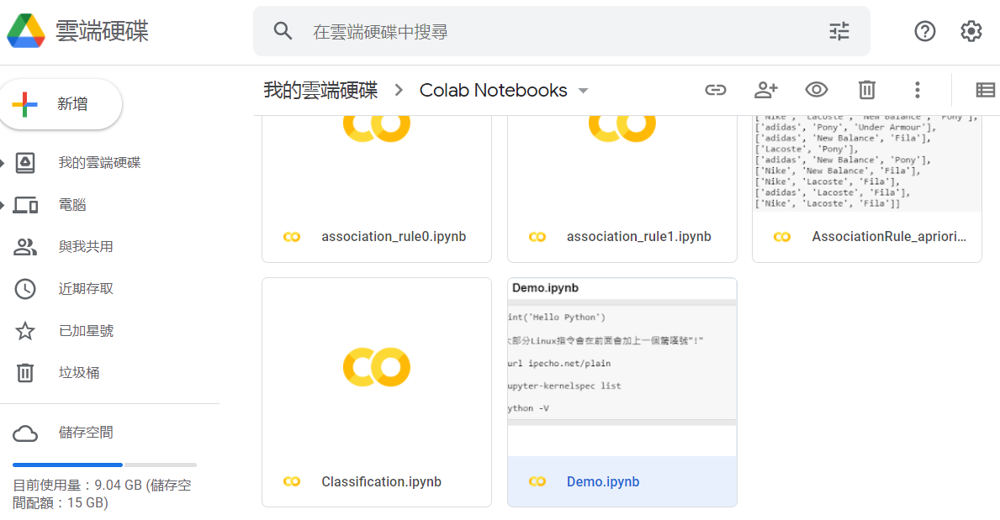 雲端硬碟
在雲端硬碟中搜尋
新增
我的雲端硬碟
電腦
與我共用
近期存取
已加星號
垃圾桶
儲存空間
目前使用量：9.04 GB (儲存空
間配額：15 GB)
我的雲端硬碟 > Colab Notebooks
association_rule0.ipynb
association_rule1.ipynb
['Nike', 'Lacoste', 'New Balance', 'Pony'],
['adidas', 'Pony', 'Under Armour'],
['adidas', 'New Balance', 'Fila'],
['Lacoste', 'Pony'],
['adidas', 'New Balance', 'Pony'],
['Nike', 'New Balance', 'Fila'],
['Nike', 'Lacoste', 'Fila'],
['adidas', 'Lacoste', 'Fila'],
['Nike', 'Lacoste', 'Fila']]
AssociationRule_apriori...
Classification.ipynb
Demo.ipynb
int('Hello Python')
部分Linux指令會在前面會加上一個驚嘆號"!"
url ipecho.net/plain
upyter-kernelspec list
ython -V
Demo.ipynb